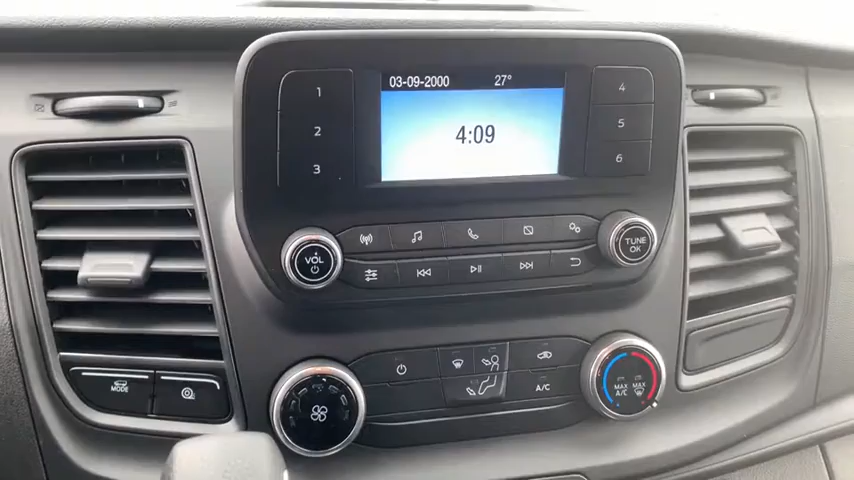 03-09-2000 27°
4:09
1
2
3
4
5
6
VOL
TUNE
OK
MODE
A/C
MAX
A/C
MAX